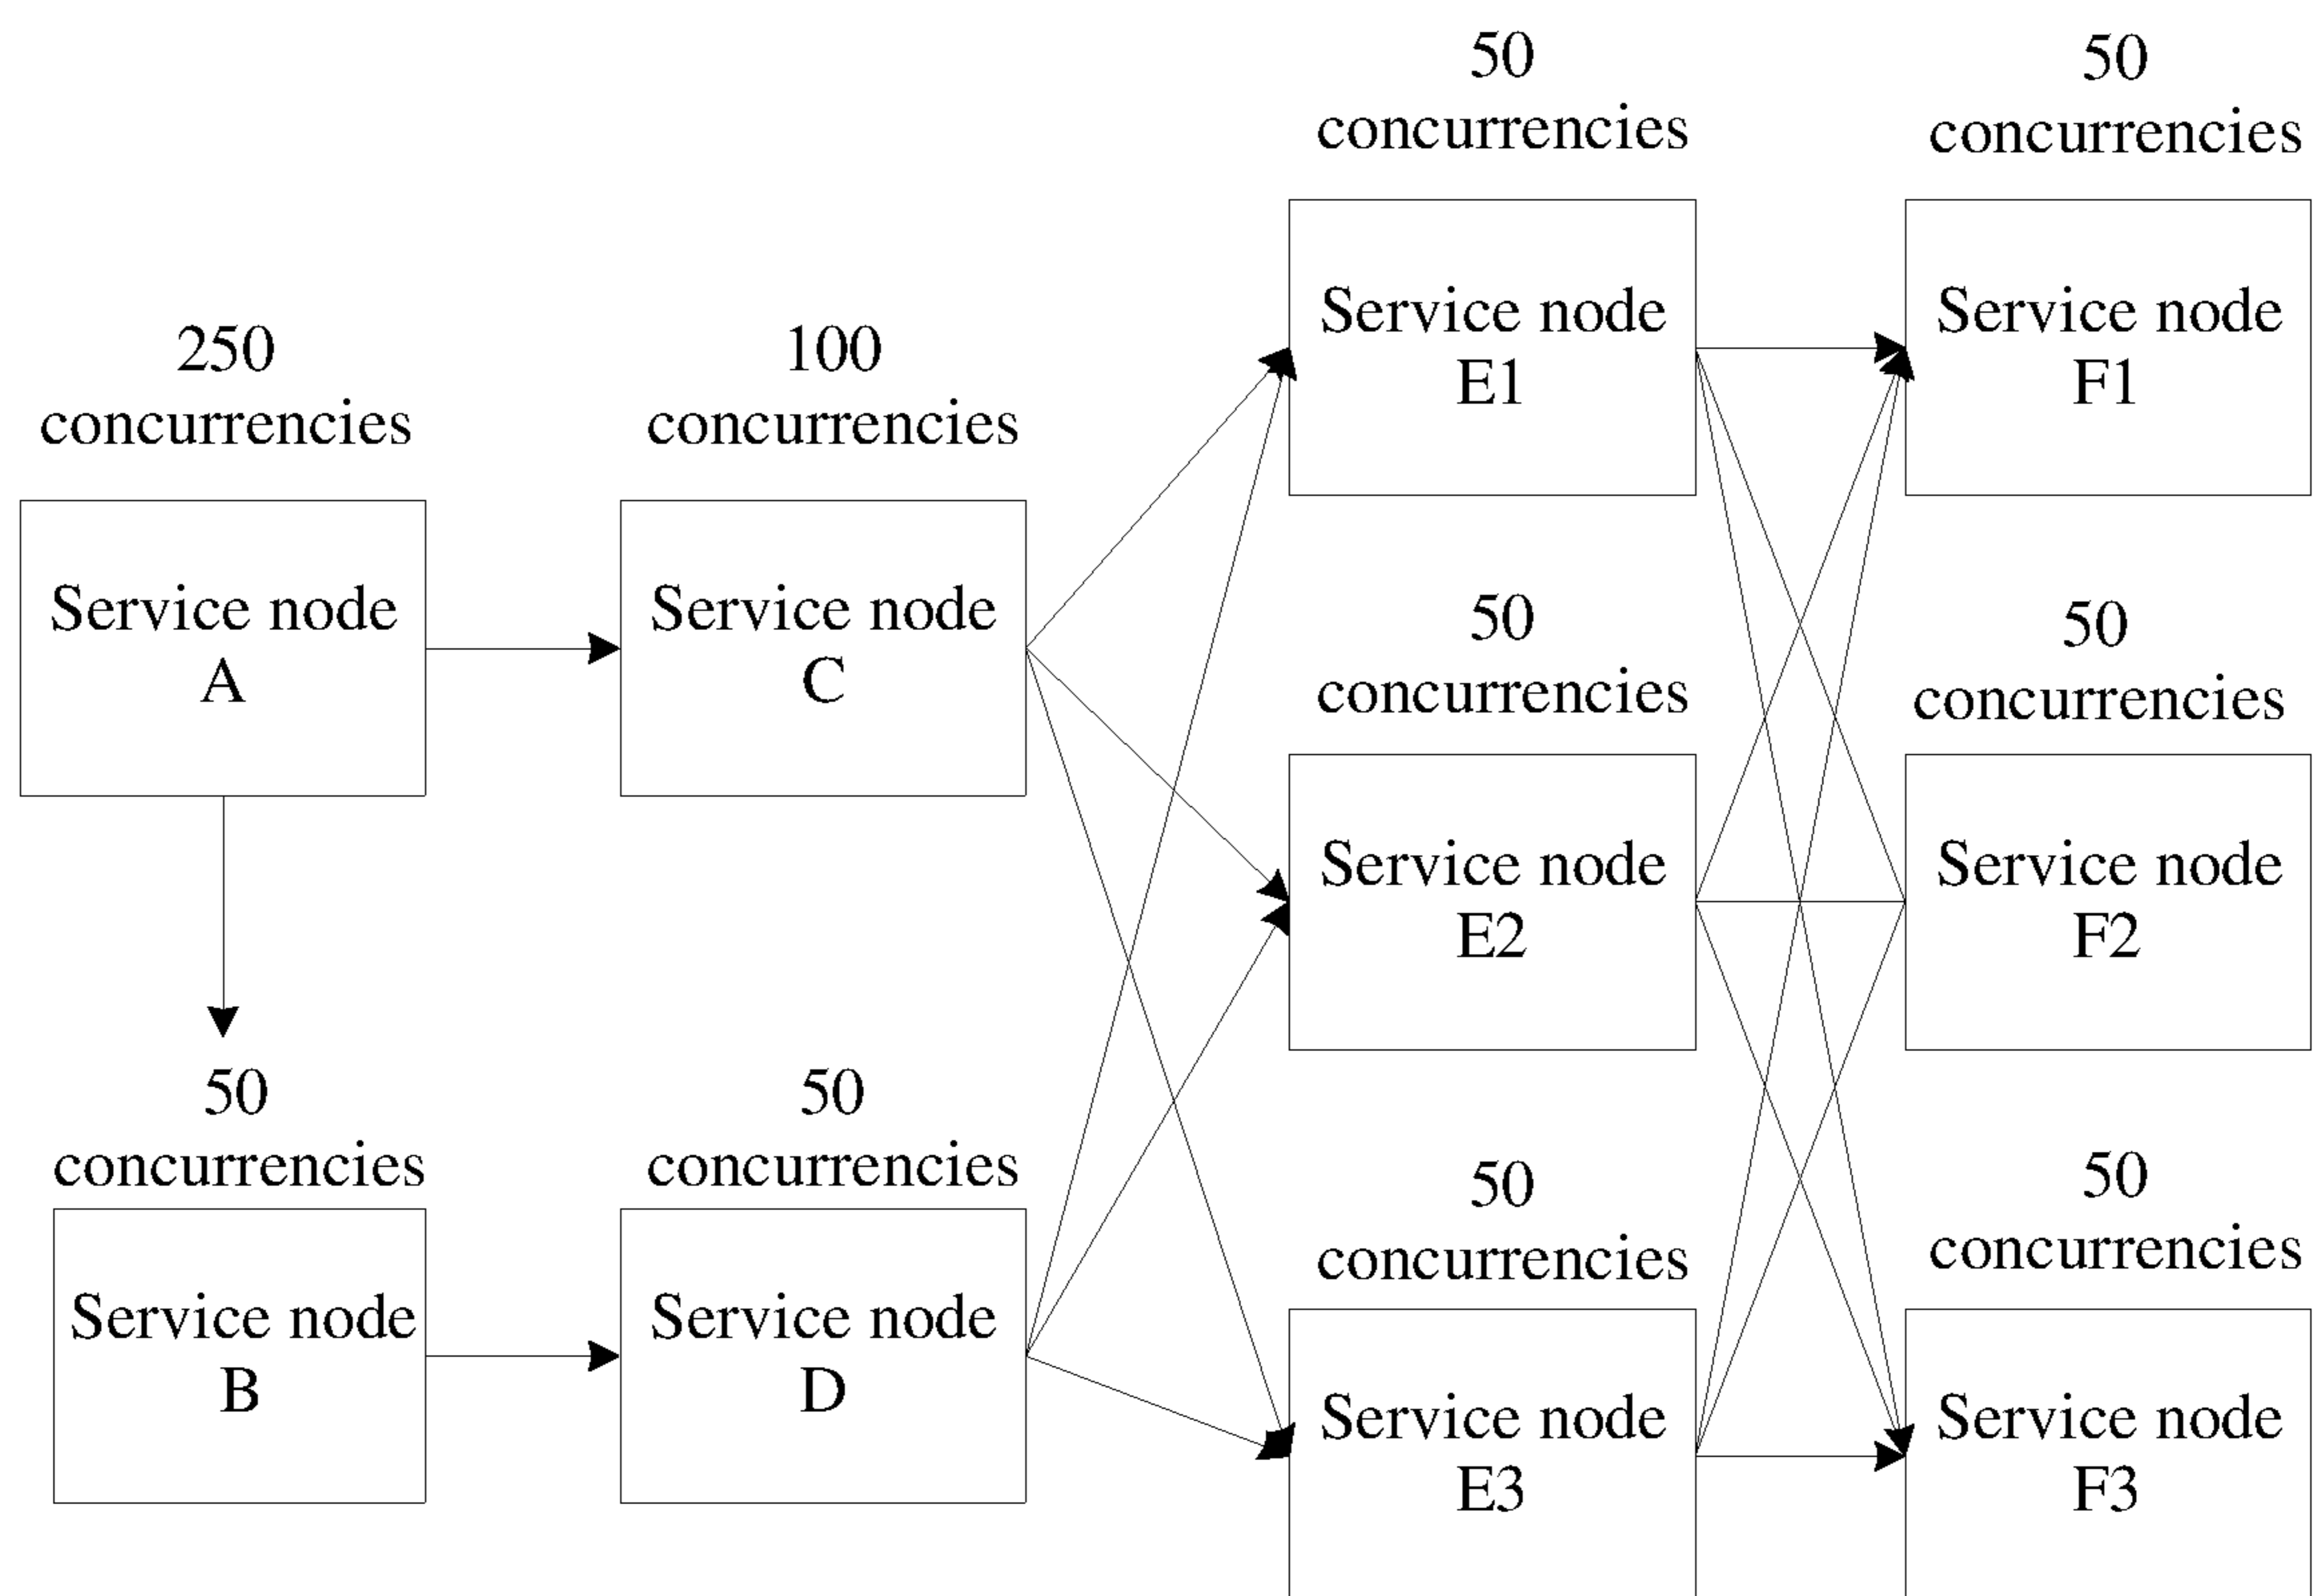 50
concurrencies
50
concurrencies
Service node
E1
Service node
F1
250
concurrencies
100
concurrencies
Service node
A
Service node
C
50
concurrencies
50
concurrencies
Service node
E2
Service node
F2
50
concurrencies
50
concurrencies
50
concurrencies
50
concurrencies
Service node
B
Service node
D
Service node
E3
Service node
F3